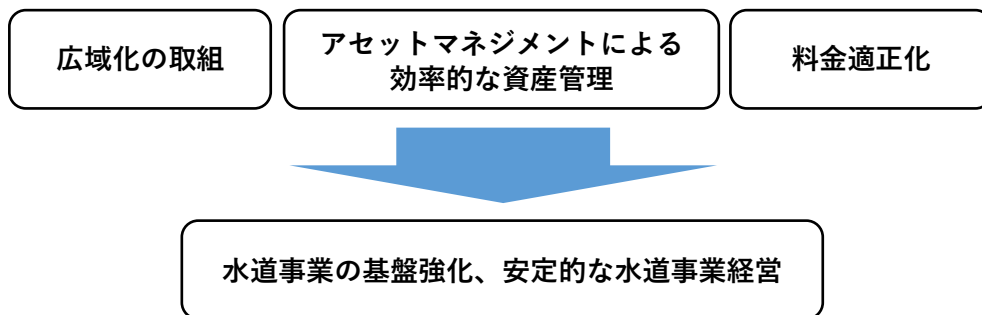 広域化の取組
アセットマネジメントによる
効率的な資産管理
料金適正化
水道事業の基盤強化、安定的な水道事業経営